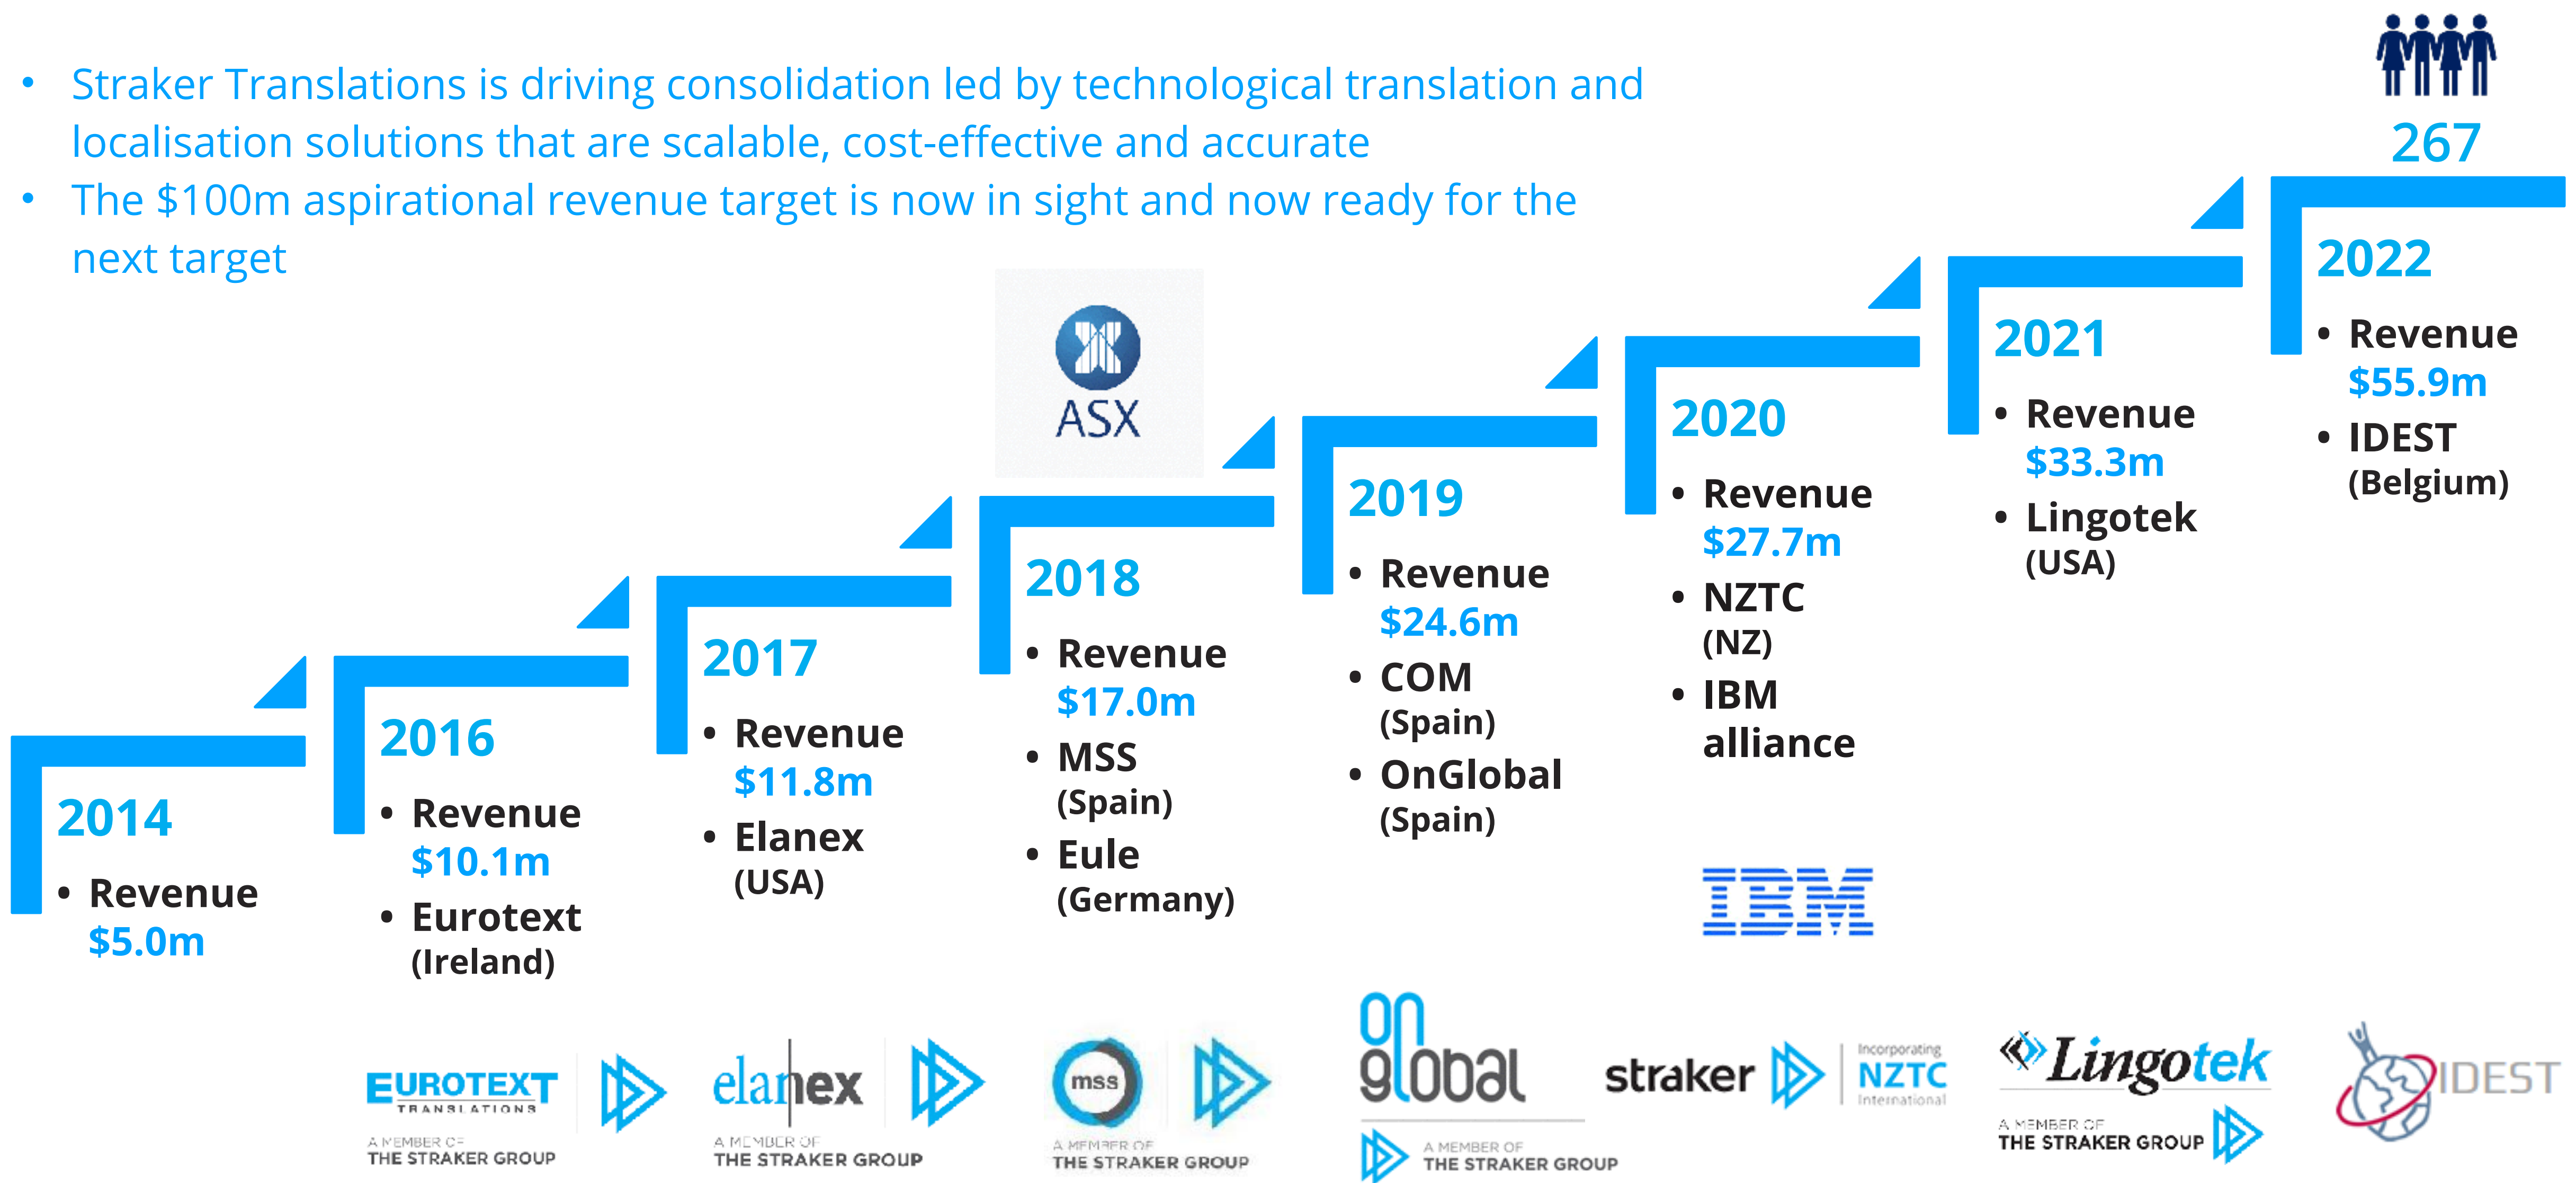 • Straker Translations is driving consolidation led by technological translation and
localisation solutions that are scalable, cost-effective and accurate
• The $100m aspirational revenue target is now in sight and now ready for the
next target
267
ASX
2014
• Revenue
$5.0m
2016
• Revenue
$10.1m
• Eurotext
(Ireland)
2017
• Revenue
$11.8m
• Elanex
(USA)
2018
• Revenue
$17.0m
• MSS
(Spain)
• Eule
(Germany)
2019
• Revenue
$24.6m
• COM
(Spain)
• OnGlobal
(Spain)
2020
• Revenue
$27.7m
• NZTC
(NZ)
• IBM
alliance
2021
• Revenue
$33.3m
• Lingotek
(USA)
2022
• Revenue
$55.9m
• IDEST
(Belgium)
IBM
EUROTEXT
TRANSLATIONS
A MEMBER OF
THE STRAKER GROUP
elanex
A MEMBER OF
THE STRAKER GROUP
mss
A MEMBER OF
THE STRAKER GROUP
on
global
A MEMBER OF
THE STRAKER GROUP
straker
Incorporating
NZTC
International
Lingotek
A MEMBER OF
THE STRAKER GROUP
IDEST